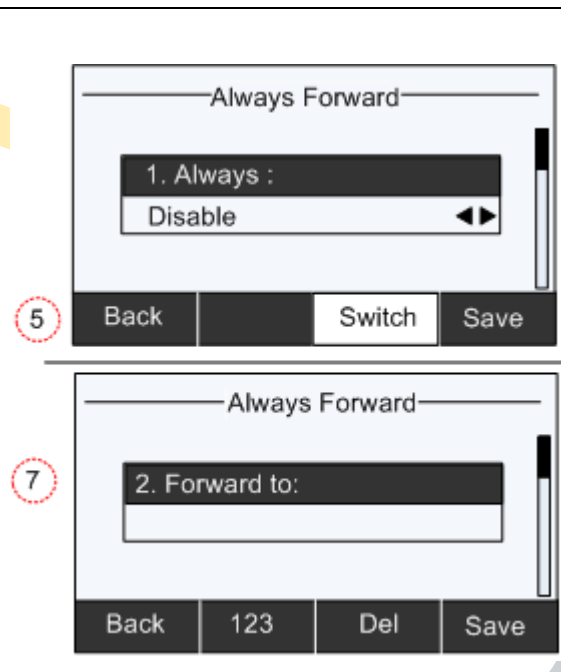 Always Forward
1. Always :
Disable
5
Back Switch Save
Always Forward
7
2. Forward to:
Back 123 Del Save